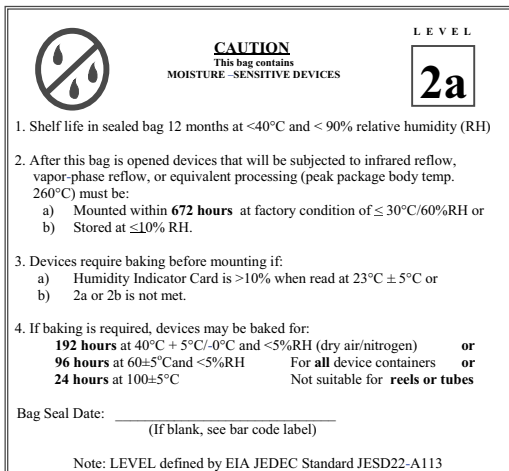 LEVEL
CAUTION
This bag contains
MOISTURE –SENSITIVE DEVICES
2a
1. Shelf life in sealed bag 12 months at <40°C and < 90% relative humidity (RH)
2. After this bag is opened devices that will be subjected to infrared reflow,
vapor-phase reflow, or equivalent processing (peak package body temp.
260°C) must be:
a) Mounted within 672 hours at factory condition of ≤ 30°C/60%RH or
b) Stored at ≤10% RH.
3. Devices require baking before mounting if:
a) Humidity Indicator Card is >10% when read at 23°C ± 5°C or
b) 2a or 2b is not met.
4. If baking is required, devices may be baked for:
192 hours at 40°C + 5°C/-0°C and <5%RH (dry air/nitrogen) or
96 hours at 60±5°Cand <5%RH For all device containers or
24 hours at 100±5°C Not suitable for reels or tubes
Bag Seal Date: ______________________________
(If blank, see bar code label)
Note: LEVEL defined by EIA JEDEC Standard JESD22-A113